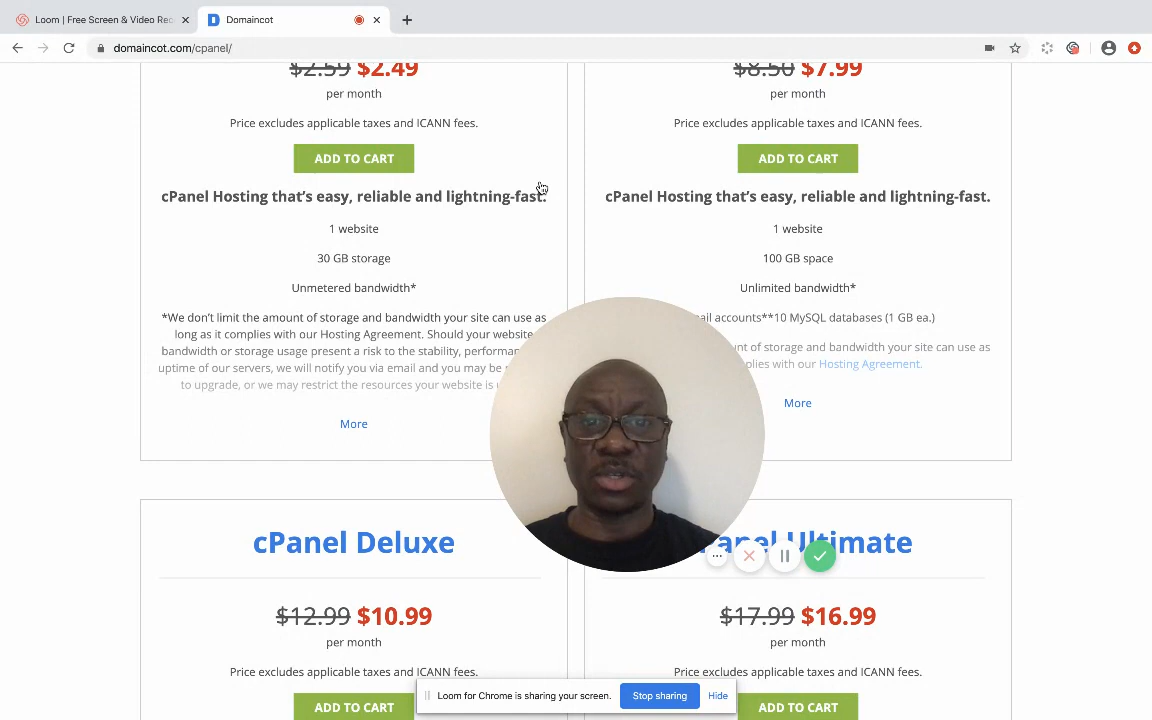 Loom | Free Screen & Video Rec
Domaincot
domaincot.com/cpanel/
$2.59 $2.49
per month
Price excludes applicable taxes and ICANN fees.
ADD TO CART
cPanel Hosting that's easy, reliable and lightning-fast.
1 website
30 GB storage
Unmetered bandwidth*
*We don't limit the amount of storage and bandwidth your site can use as
long as it complies with our Hosting Agreement. Should your website
bandwidth or storage usage present a risk to the stability,
uptime of our servers, we will notify you via email and you may be
to upgrade, or we may restrict the resources your website is
More
$8.50 $7.99
per month
Price excludes applicable taxes and ICANN fees.
ADD TO CART
cPanel Hosting that's easy, reliable and lightning-fast.
1 website
100 GB space
Unlimited bandwidth*
accounts**10 MySQL databases (1 GB ea.)
of storage and bandwidth your site can use as
with our Hosting Agreement.
More
cPanel Deluxe
$12.99 $10.99
per month
Price excludes applicable taxes and ICANN fees.
ADD TO CART
Ultimate
$17.99 $16.99
per month
Price excludes applicable taxes and ICANN fees.
ADD TO CART
Loom for Chrome is sharing your screen.
Stop sharing
Hide